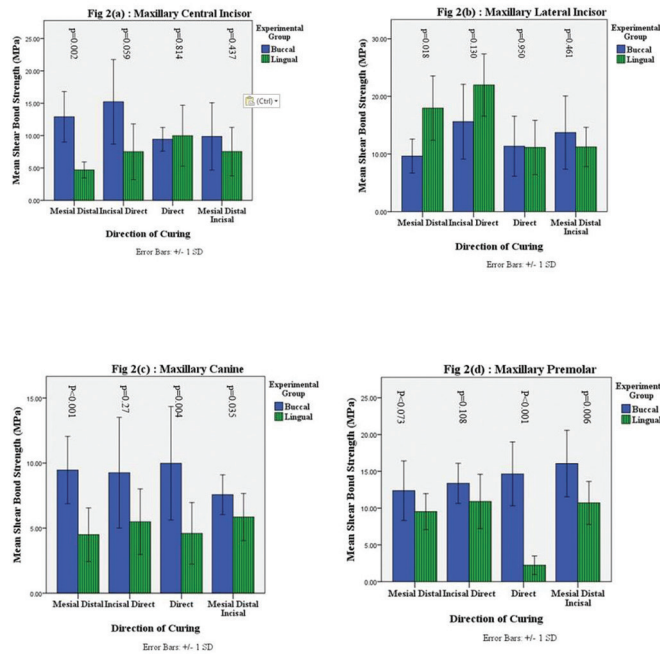 Fig 2(a) : Maxillary Central Incisor
Experimental
Group
Buccal
Lingual
p=0.002
p=0.059
p=0.814
p=0.437
(Ctrl)
Mean Shear Bond Strength (MPa)
25.00
20.00
15.00
10.00
5.00
0.00
Mesial Distal
Incisal Direct
Direct
Mesial Distal
Incisal
Direction of Curing
Error Bars: +/- 1 SD
Fig 2(b) : Maxillary Lateral Incisor
Experimental
Group
Buccal
Lingual
p=0.018
p=0.130
p=0.950
p=0.461
Mean Shear Bond Strength (MPa)
30.00
20.00
10.00
0.00
Mesial Distal
Incisal Direct
Direct
Mesial Distal
Incisal
Direction of Curing
Error Bars: +/- 1 SD
Fig 2(c) : Maxillary Canine
Experimental
Group
Buccal
Lingual
P<0.001
p=0.27
p=0.004
p=0.035
Mean Shear Bond Strength (MPa)
15.00
10.00
5.00
0.00
Mesial Distal
Incisal Direct
Direct
Mesial Distal
Incisal
Direction of Curing
Error Bars: +/- 1 SD
Fig 2(d) : Maxillary Premolar
Experimental
Group
Buccal
Lingual
P<0.073
p=0.108
p<0.001
p=0.006
Mean Shear Bond Strength (MPa)
25.00
20.00
15.00
10.00
5.00
0.00
Mesial Distal
Incisal Direct
Direct
Mesial Distal
Incisal
Direction of Curing
Error Bars: +/- 1 SD